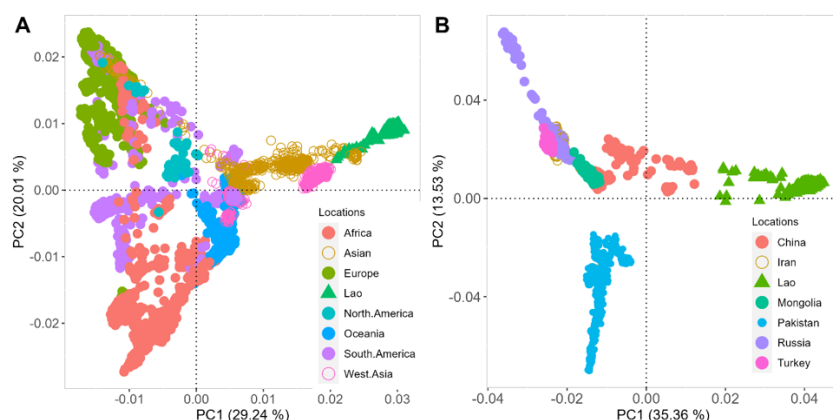 A
PC2 (20.01 %)
0.02
0.01
0.00
-0.01
-0.02
-0.01
0.00
0.01
0.02
0.03
PC1 (29.24 %)
Locations
Africa
Asian
Europe
Lao
North.America
Oceania
South.America
West.Asia
B
PC2 (13.53 %)
0.04
0.00
-0.04
-0.04
-0.02
0.00
0.02
0.04
PC1 (35.36 %)
Locations
China
Iran
Lao
Mongolia
Pakistan
Russia
Turkey